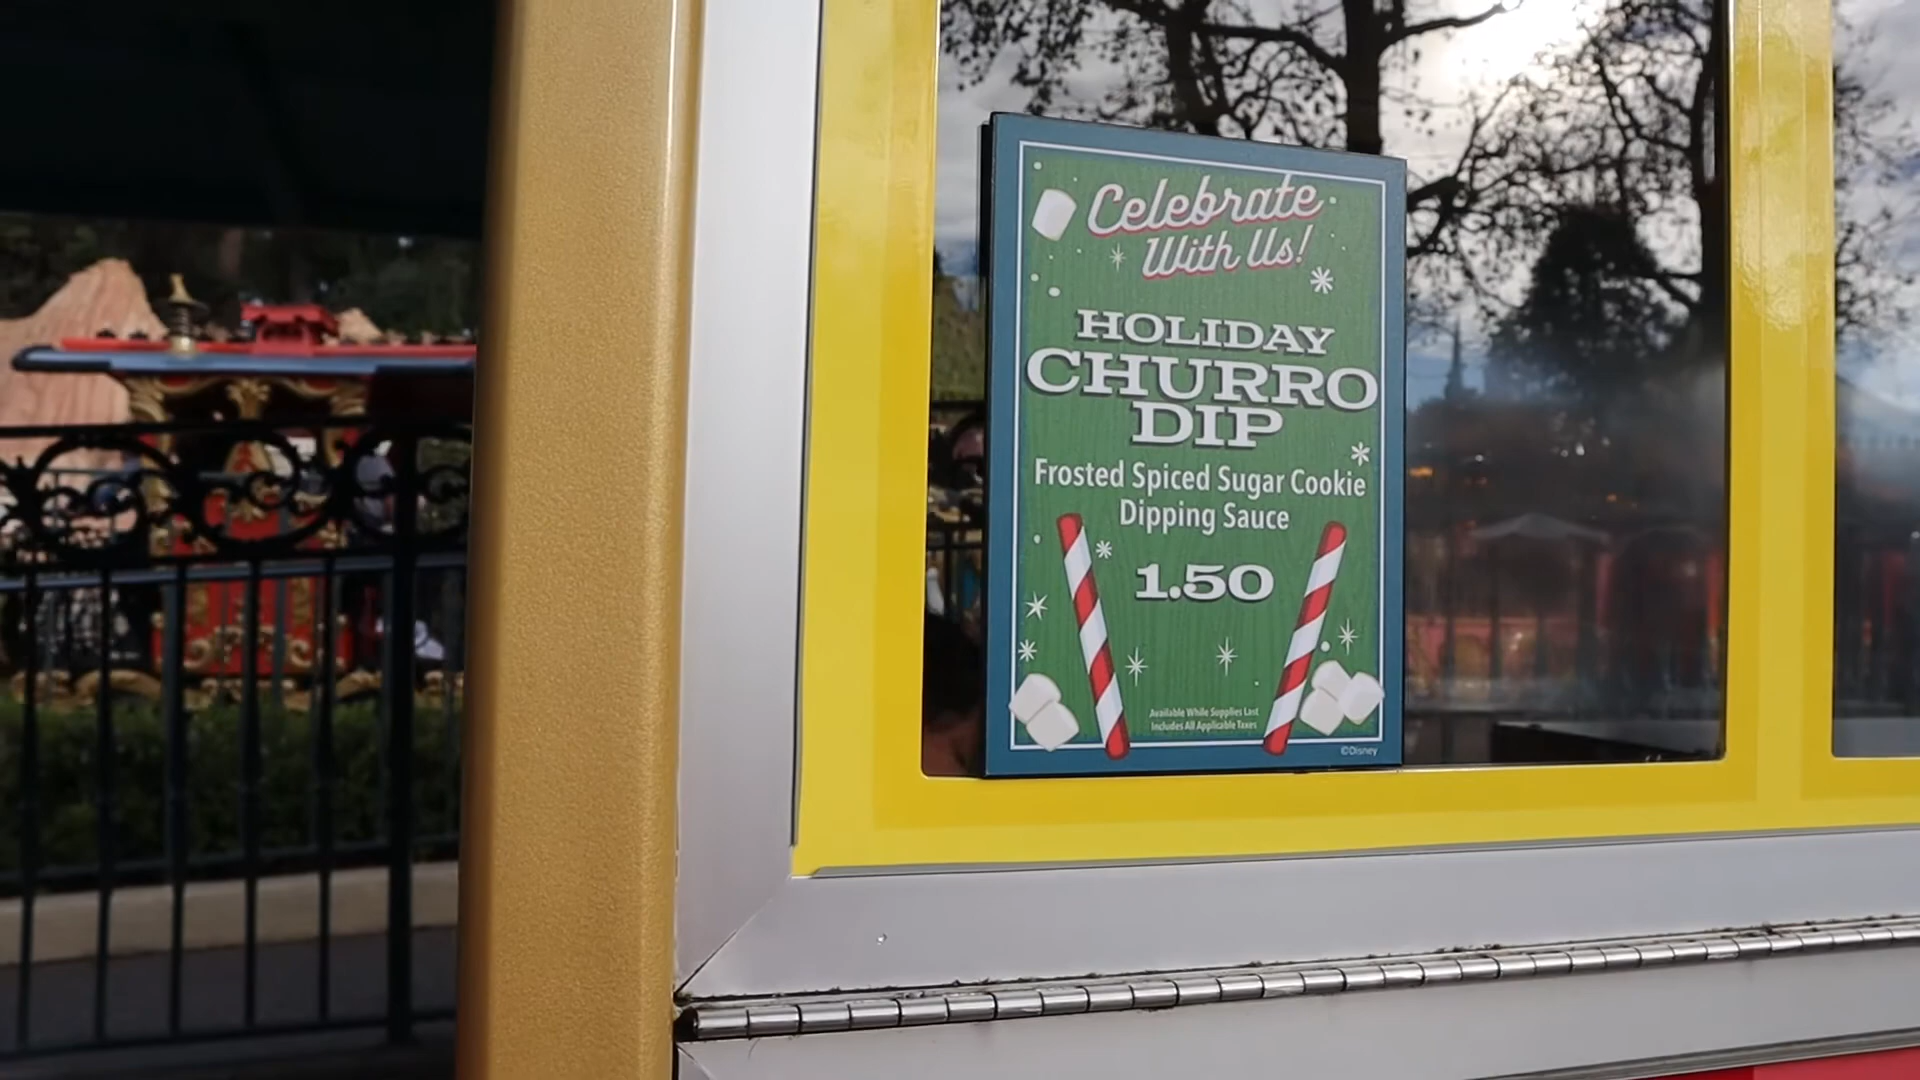 Celebrate
With Us!
HOLIDAY
CHURRO
DIP
Frosted Spiced Sugar Cookie
Dipping Sauce
1.50
Available While Supplies Last
Includes All Applicable Taxes
©Disney